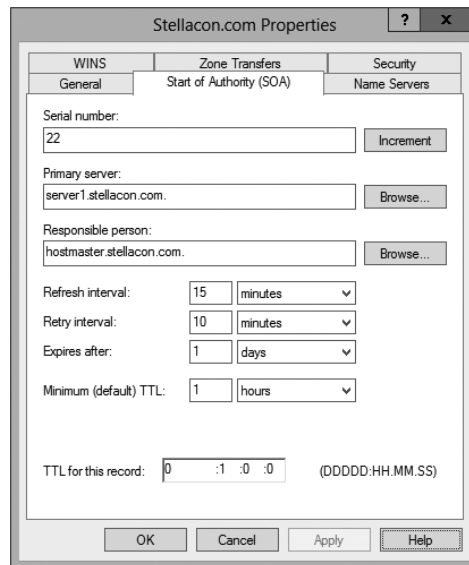 Stellacon.com Properties
? x
WINS Zone Transfers Security
General Start of Authority (SOA) Name Servers
Serial number:
22 Increment
Primary server:
server1.stellacon.com. Browse...
Responsible person:
hostmaster.stellacon.com. Browse...
Refresh interval: 15 minutes
Retry interval: 10 minutes
Expires after: 1 days
Minimum (default) TTL: 1 hours
TTL for this record: 0 :1 :0 :0 (DDDDD:HH.MM.SS)
OK Cancel Apply Help